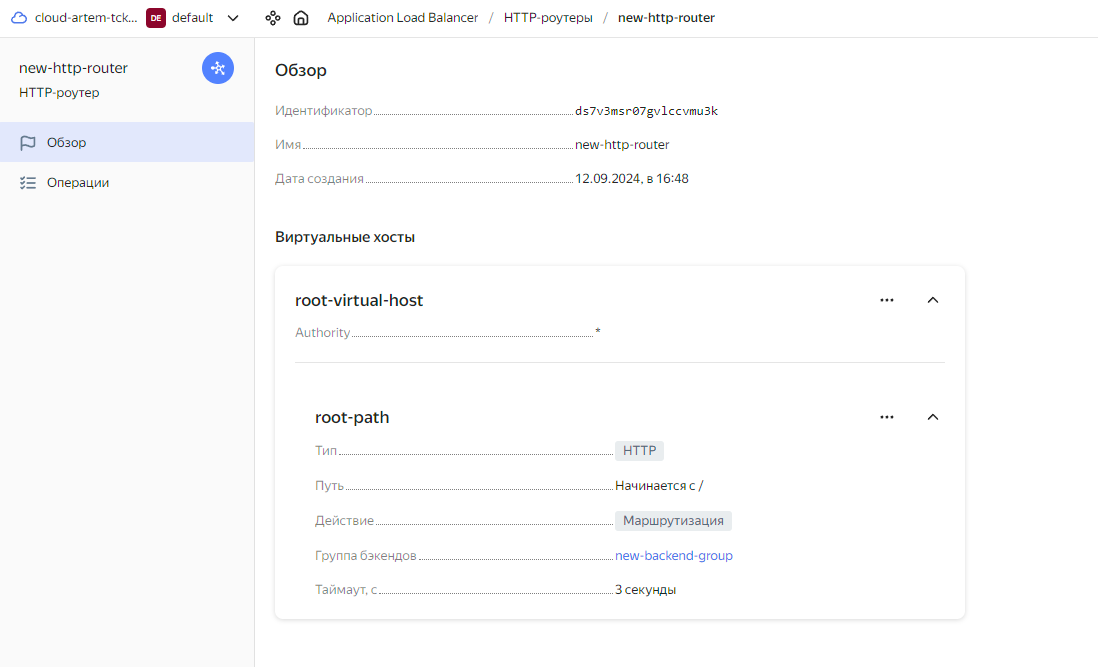 cloud-artem-tck... DE default Application Load Balancer / HTTP-роутеры / new-http-router
new-http-router
HTTP-роутер
Обзор
Операции
Обзор
Идентификатор ds7v3msr07gvlccvmu3k
Имя new-http-router
Дата создания 12.09.2024, в 16:48
Виртуальные хосты
root-virtual-host
Authority *
root-path
Тип HTTP
Путь Начинается с /
Действие Маршрутизация
Группа бэкендов new-backend-group
Таймаут, с 3 секунды